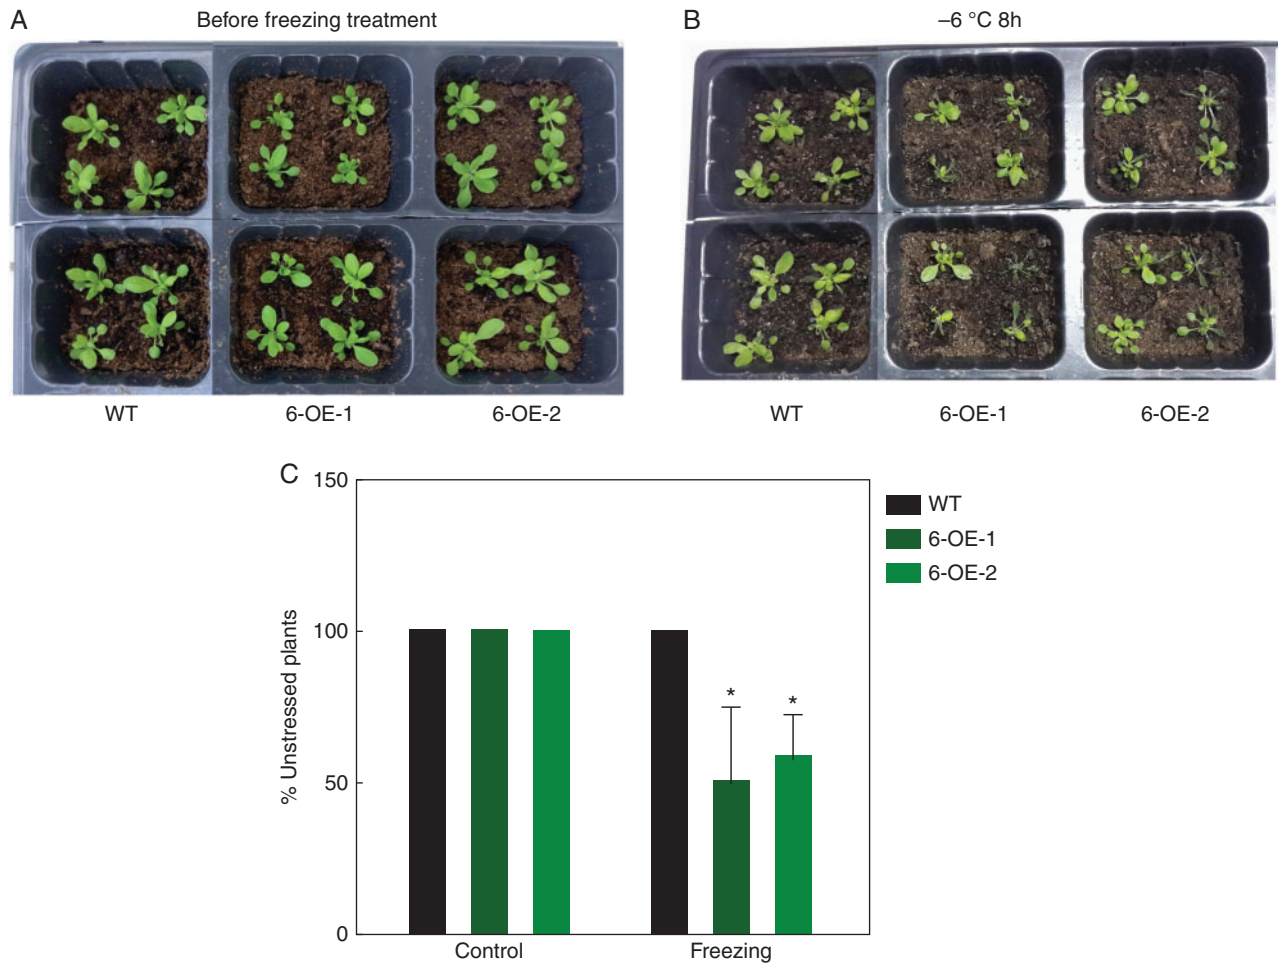 A
Before freezing treatment
B
–6 °C 8h
WT
6-OE-1
6-OE-2
WT
6-OE-1
6-OE-2
C
150
100
50
0
% Unstressed plants
*
*
Control
Freezing
WT
6-OE-1
6-OE-2